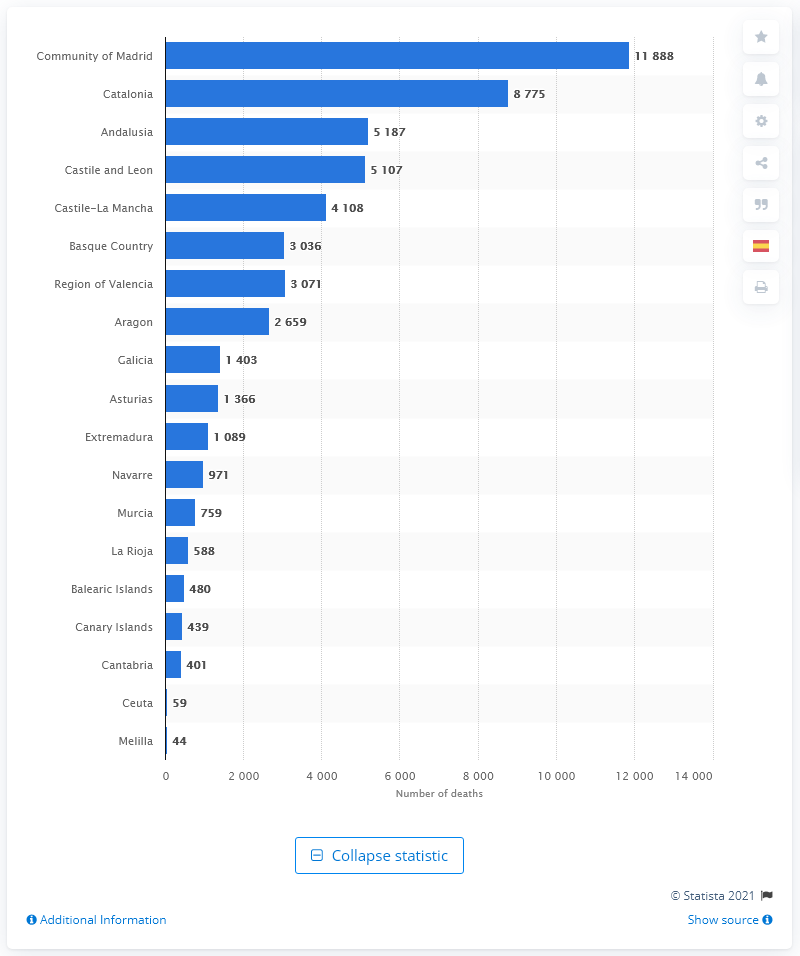 Community of Madrid 11 888
Catalonia 8 775
Andalusia 5 187
Castile and Leon 5 107
Castile-La Mancha 4 108
Basque Country 3 036
Region of Valencia 3 071
Aragon 2 659
Galicia 1 403
Asturias 1 366
Extremadura 1 089
Navarre 971
Murcia 759
La Rioja 588
Balearic Islands 480
Canary Islands 439
Cantabria 401
Ceuta 59
Melilla 44
0 2 000 4 000 6 000 8 000 10 000 12 000 14 000
Number of deaths
Collapse statistic
© Statista 2021
Additional Information Show source